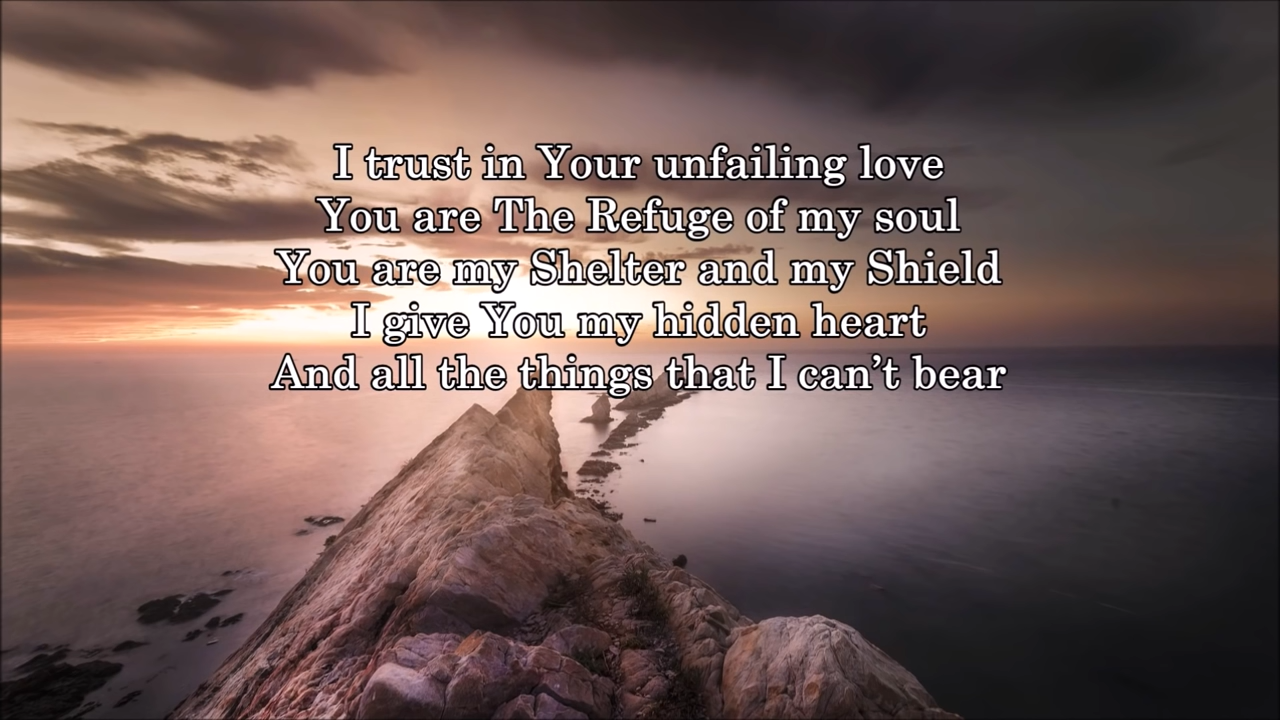 I trust in Your unfailing love
You are The Refuge of my soul
You are my Shelter and my Shield
I give You my hidden heart
And all the things that I can’t bear